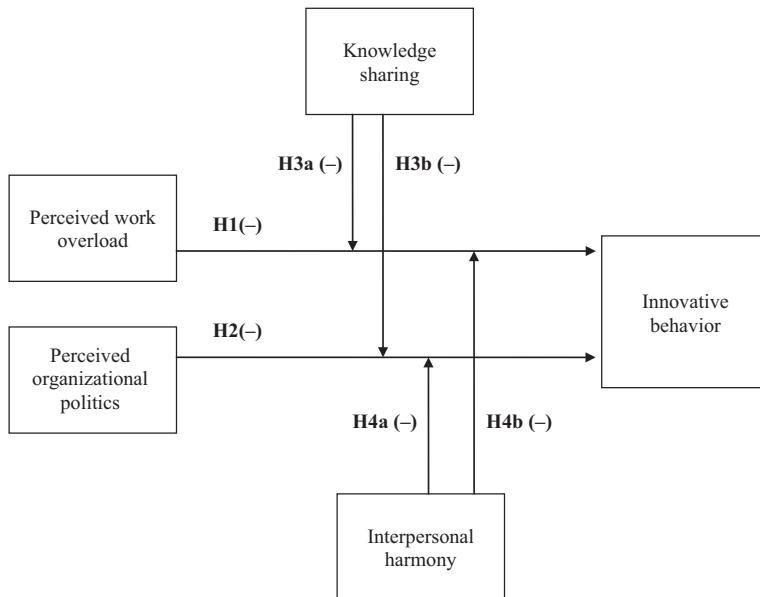 Knowledge
sharing
H3a (–)
H3b (–)
Perceived work
overload
H1(–)
Innovative
behavior
H2(–)
Perceived
organizational
politics
H4a (–)
H4b (–)
Interpersonal
harmony